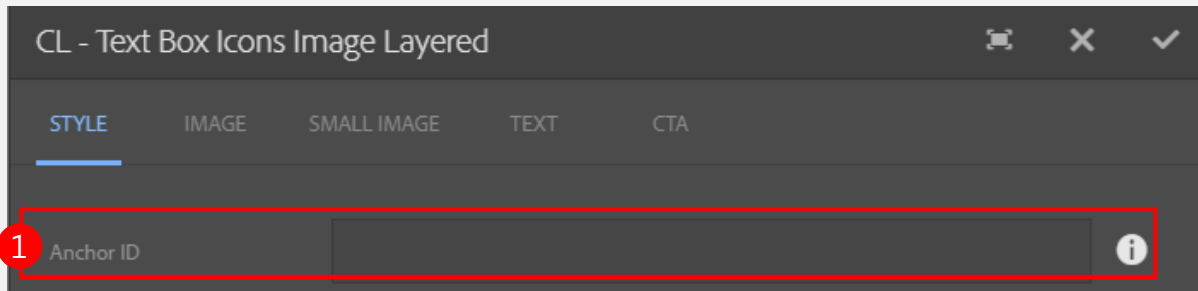 CL - Text Box Icons Image Layered
STYLE IMAGE SMALL IMAGE TEXT CTA
1 Anchor ID